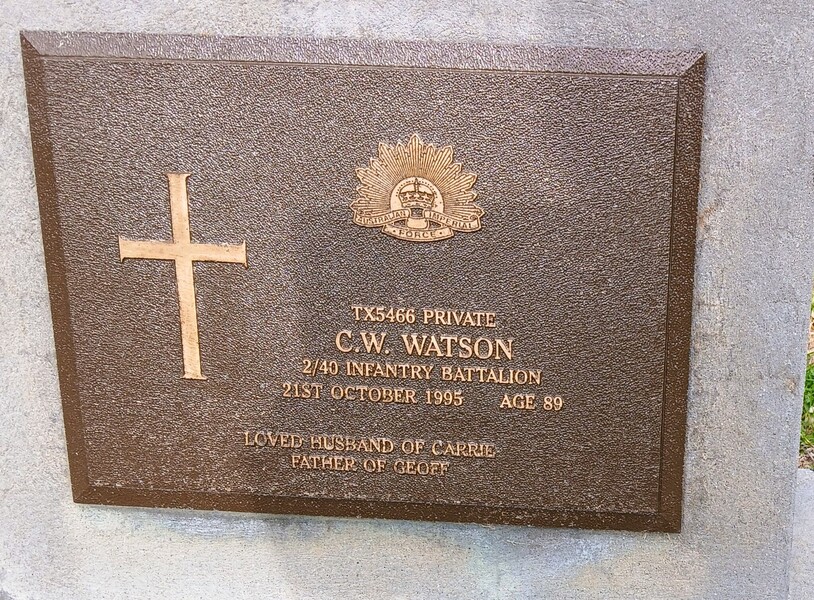 AUSTRALIAN IMPERIAL
FORCE
TX5466 PRIVATE
C.W. WATSON
2/40 INFANTRY BATTALION
21ST OCTOBER 1995 AGE 89
LOVED HUSBAND OF CARRIE
FATHER OF GEOFF